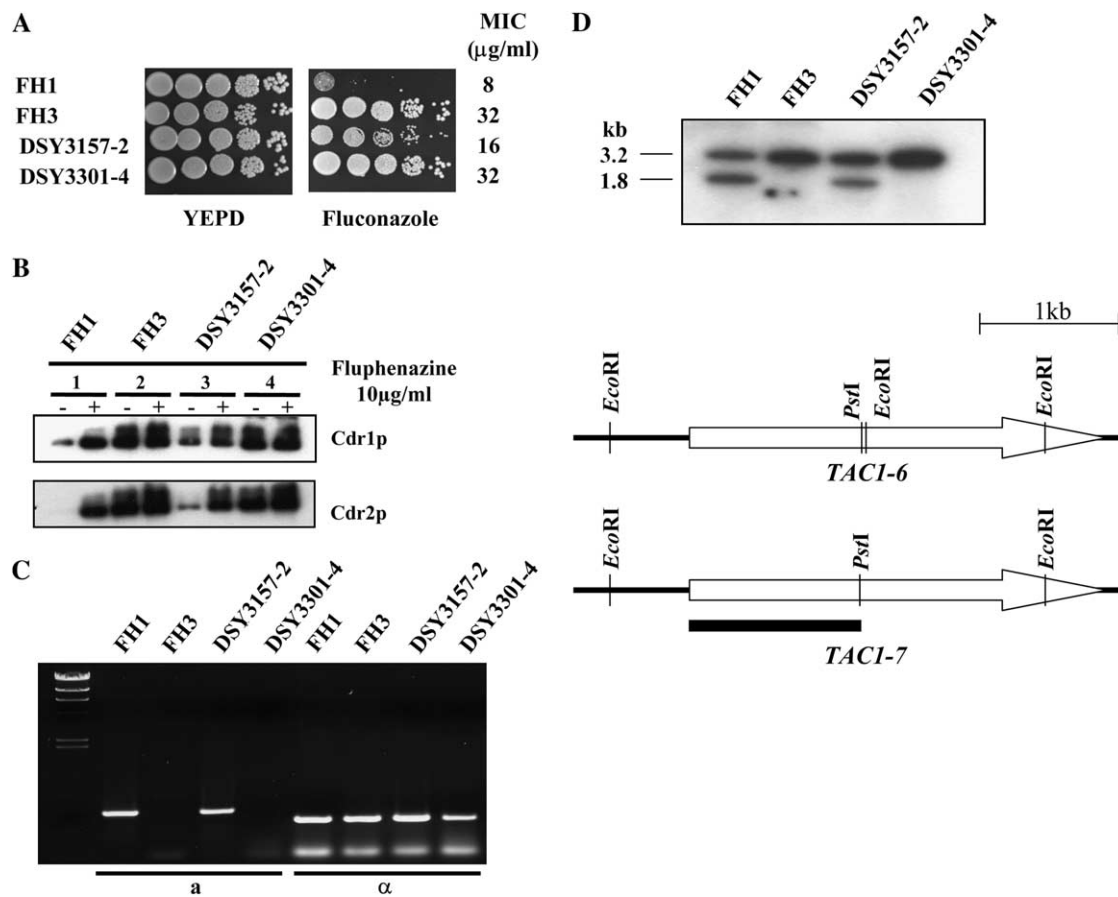 A
MIC
(µg/ml)
FH1
8
FH3
32
DSY3157-2
16
DSY3301-4
32
YEPD
Fluconazole
B
FH1
FH3
DSY3157-2
DSY3301-4
Fluphenazine
10µg/ml
1 2 3 4
- + - + - + - +
Cdr1p
Cdr2p
C
FH1
FH3
DSY3157-2
DSY3301-4
FH1
FH3
DSY3157-2
DSY3301-4
a
α
D
FH1
FH3
DSY3157-2
DSY3301-4
kb
3.2
1.8
1kb
EcoRI
PstI
EcoRI
EcoRI
TAC1-6
EcoRI
PstI
EcoRI
TAC1-7